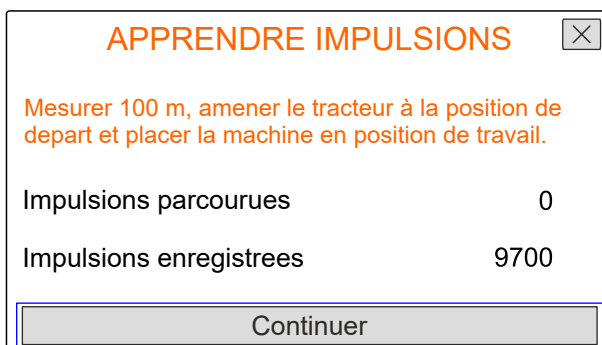 APPRENDRE IMPULSIONS
Mesurer 100 m, amener le tracteur à la position de
depart et placer la machine en position de travail.
Impulsions parcourues 0
Impulsions enregistrees 9700
Continuer